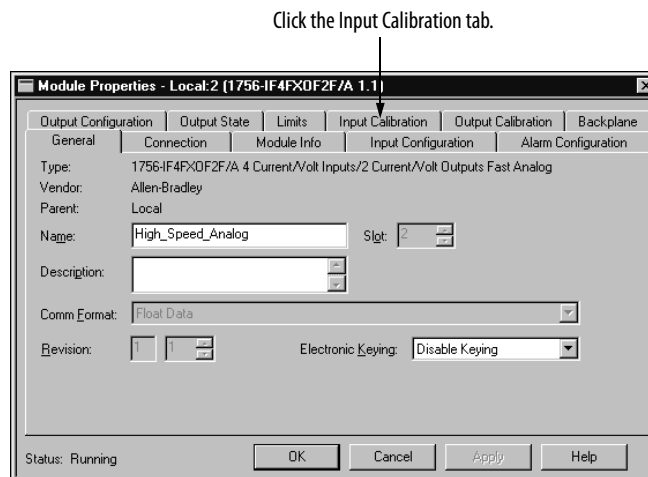 Click the Input Calibration tab.
Module Properties - Local:2 (1756-IF4FXOF2F/A 1.1)
Output Configuration Output State Limits Input Calibration Output Calibration Backplane
General Connection Module Info Input Configuration Alarm Configuration
Type: 1756-IF4FXOF2F/A 4 Current/Volt Inputs/2 Current/Volt Outputs Fast Analog
Vendor: Allen-Bradley
Parent: Local
Name: High_Speed_Analog Slot: 2
Description:
Comm Format: Float Data
Revision: 1 1 Electronic Keying: Disable Keying
Status: Running OK Cancel Apply Help